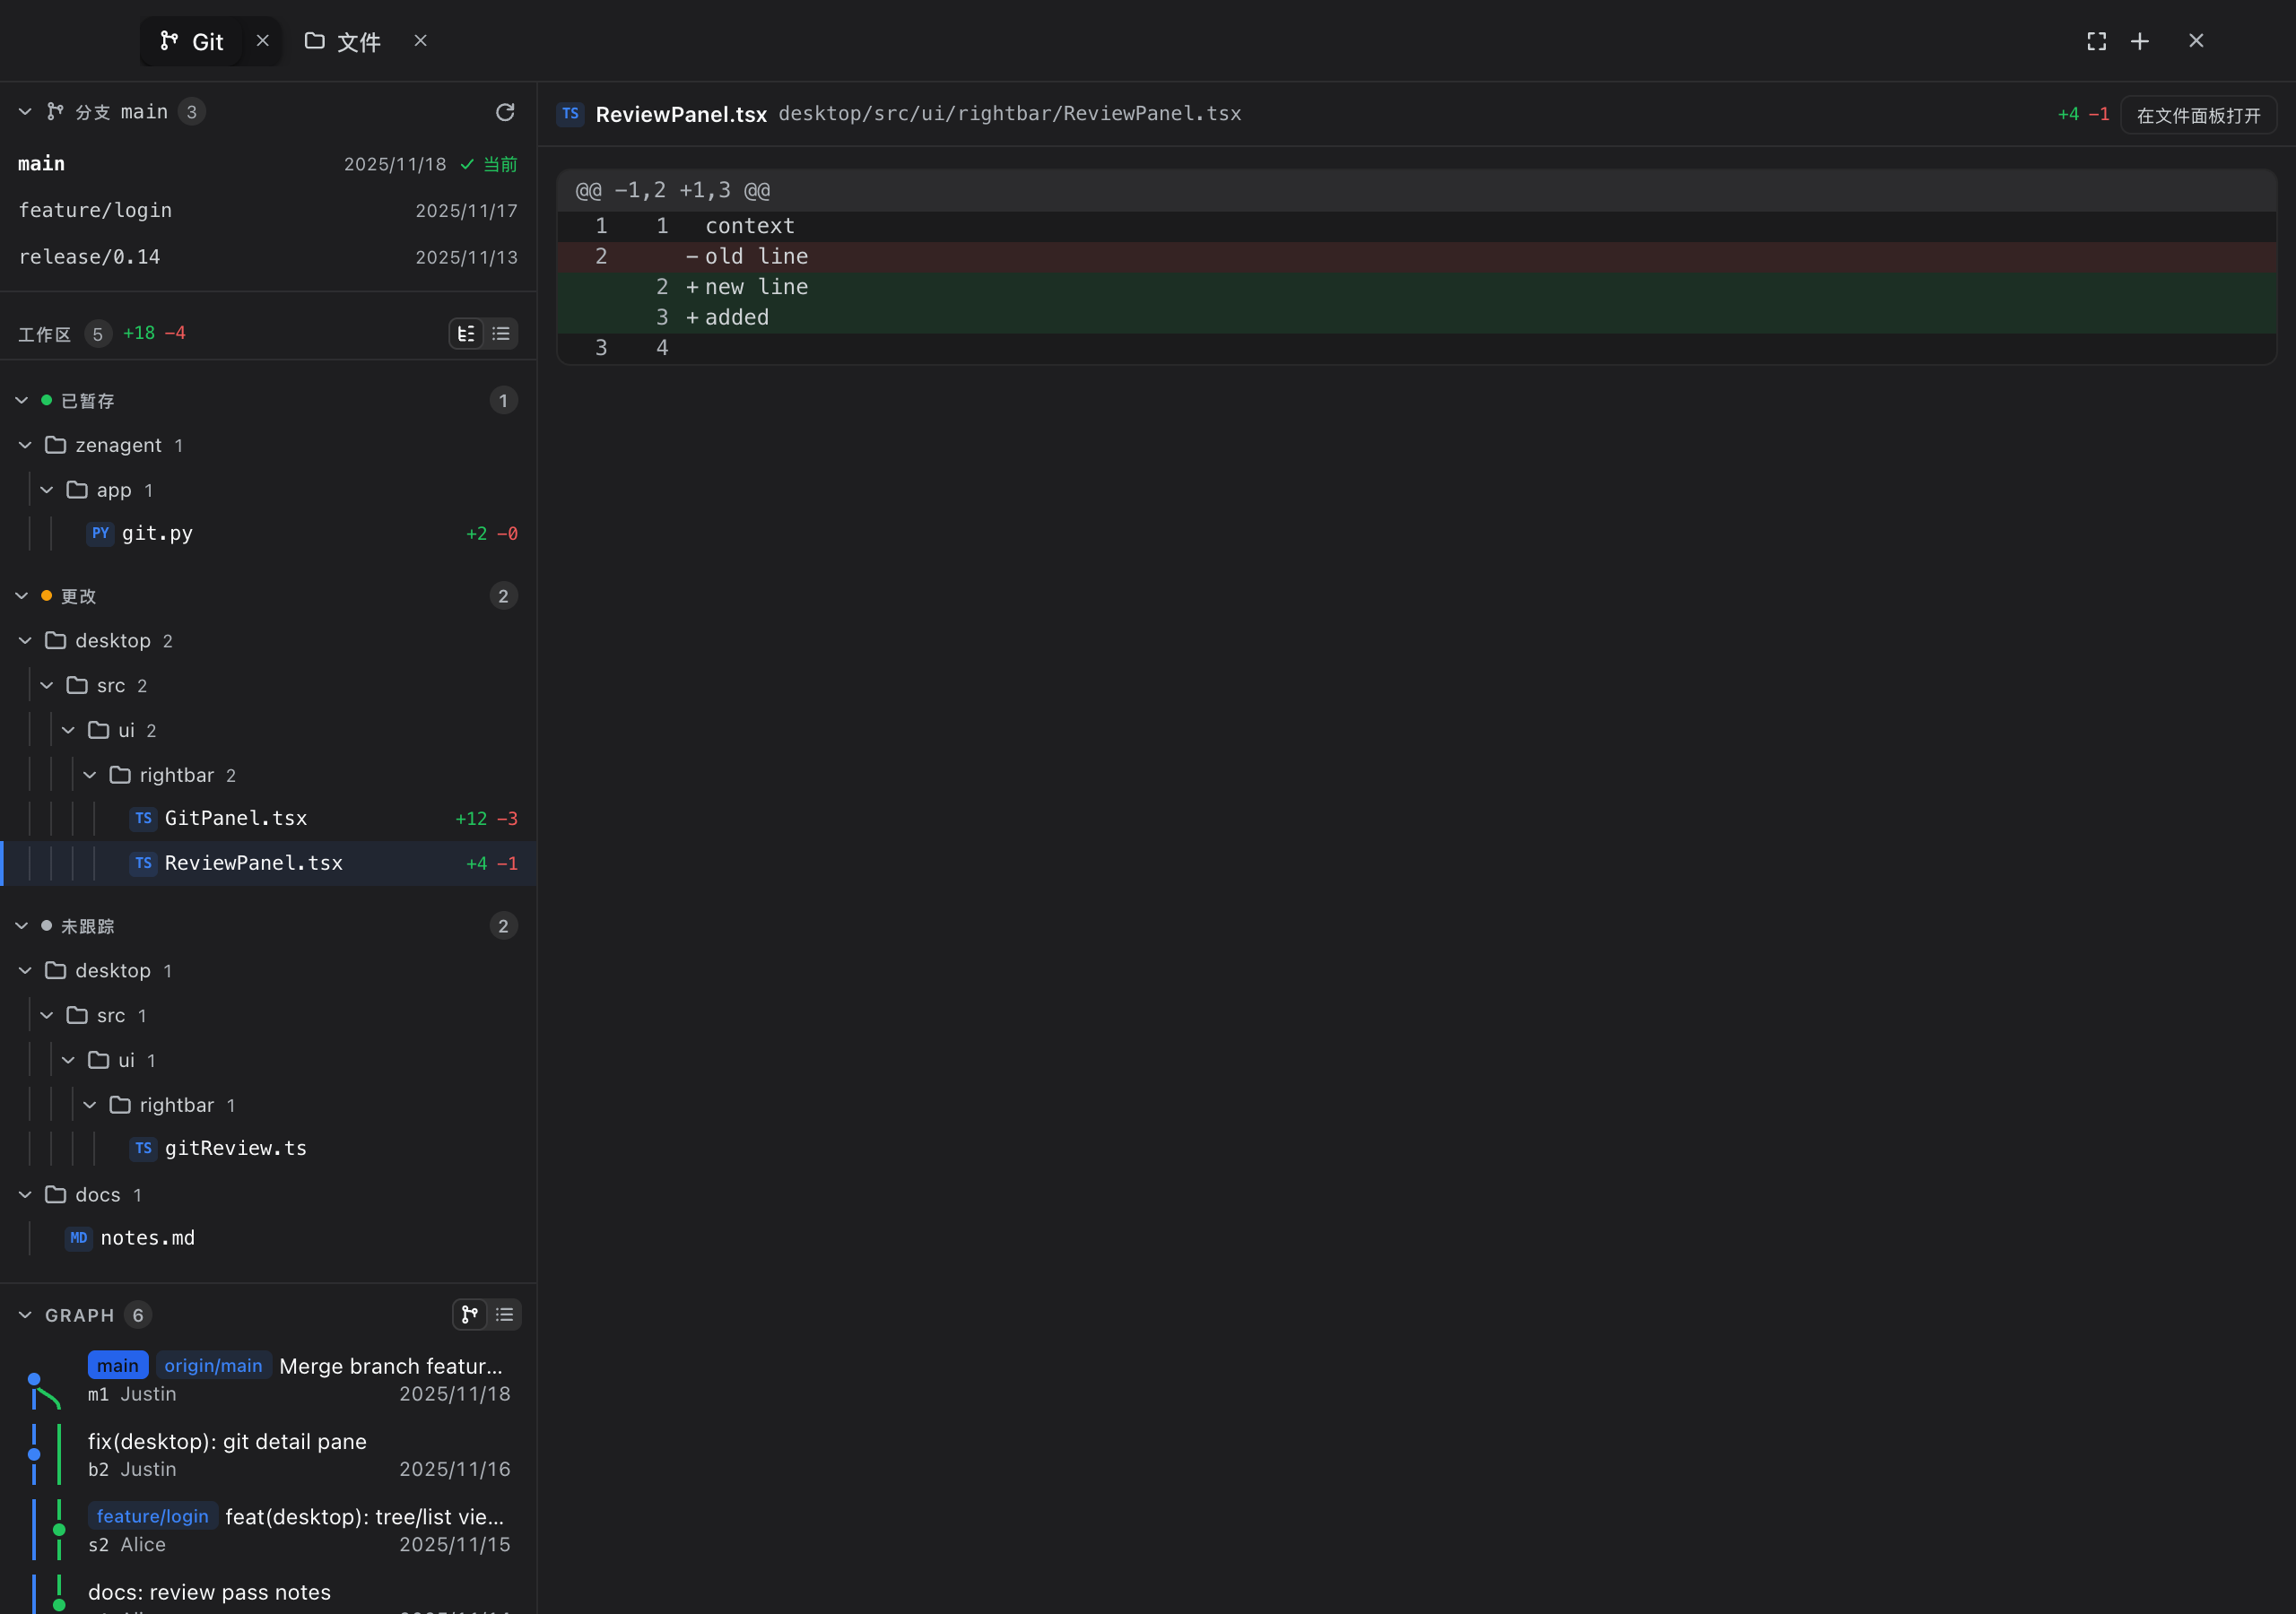 Git
文件
分支 main 3
main 2025/11/18 当前
feature/login 2025/11/17
release/0.14 2025/11/13
工作区 5 +18 −4
已暂存 1
zenagent 1
app 1
PY git.py +2 −0
更改 2
desktop 2
src 2
ui 2
rightbar 2
TS GitPanel.tsx +12 −3
TS ReviewPanel.tsx +4 −1
未跟踪 2
desktop 1
src 1
ui 1
rightbar 1
TS gitReview.ts
docs 1
MD notes.md
GRAPH 6
main origin/main Merge branch featur...
m1 Justin 2025/11/18
fix(desktop): git detail pane
b2 Justin 2025/11/16
feature/login feat(desktop): tree/list vie...
s2 Alice 2025/11/15
docs: review pass notes
TS ReviewPanel.tsx desktop/src/ui/rightbar/ReviewPanel.tsx +4 −1 在文件面板打开
@@ −1,2 +1,3 @@
1 1 context
2 − old line
2 + new line
3 + added
3 4